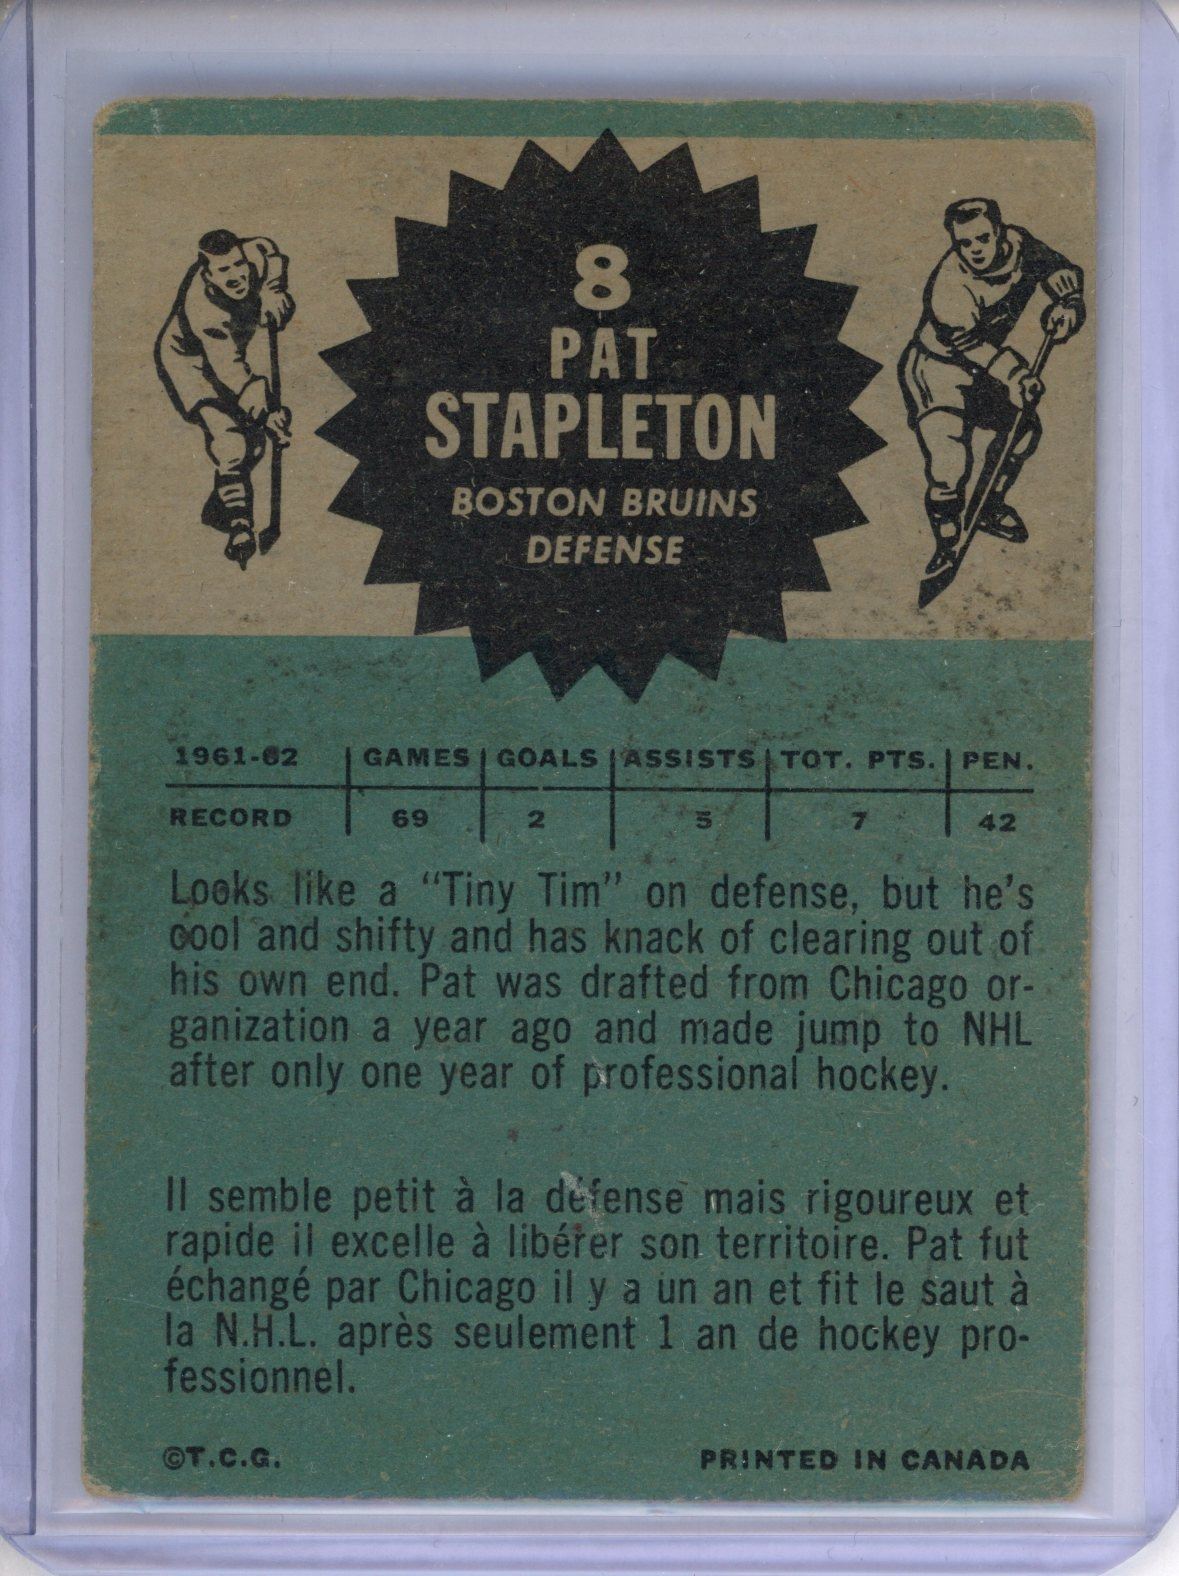 8
PAT
STAPLETON
BOSTON BRUINS
DEFENSE
1961-62 GAMES GOALS ASSISTS TOT. PTS. PEN.
RECORD 69 2 5 7 42
Looks like a “Tiny Tim” on defense, but he’s
cool and shifty and has knack of clearing out of
his own end. Pat was drafted from Chicago or-
ganization a year ago and made jump to NHL
after only one year of professional hockey.
Il semble petit à la défense mais rigoureux et
rapide il excelle à libérer son territoire. Pat fut
échangé par Chicago il y a un an et fit le saut à
la N.H.L. après seulement 1 an de hockey pro-
fessionnel.
©T.C.G. PRINTED IN CANADA